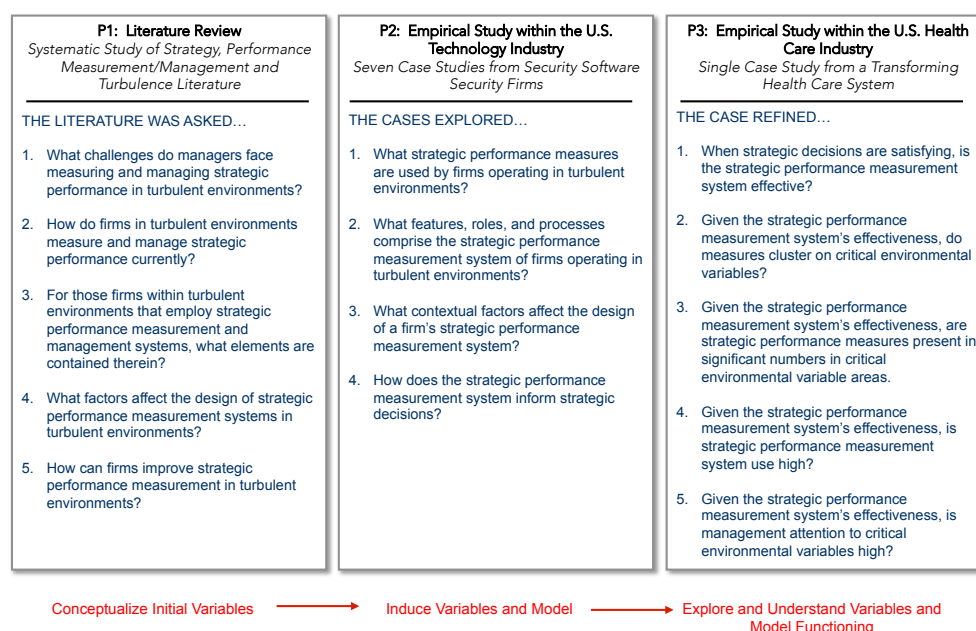 P1: Literature Review
Systematic Study of Strategy, Performance
Measurement/Management and
Turbulence Literature
THE LITERATURE WAS ASKED…
1. What challenges do managers face
measuring and managing strategic
performance in turbulent environments?
2. How do firms in turbulent environments
measure and manage strategic
performance currently?
3. For those firms within turbulent
environments that employ strategic
performance measurement and
management systems, what elements are
contained therein?
4. What factors affect the design of strategic
performance measurement systems in
turbulent environments?
5. How can firms improve strategic
performance measurement in turbulent
environments?
P2: Empirical Study within the U.S.
Technology Industry
Seven Case Studies from Security Software
Security Firms
THE CASES EXPLORED…
1. What strategic performance measures
are used by firms operating in turbulent
environments?
2. What features, roles, and processes
comprise the strategic performance
measurement system of firms operating in
turbulent environments?
3. What contextual factors affect the design
of a firm's strategic performance
measurement system?
4. How does the strategic performance
measurement system inform strategic
decisions?
P3: Empirical Study within the U.S. Health
Care Industry
Single Case Study from a Transforming
Health Care System
THE CASE REFINED…
1. When strategic decisions are satisfying, is
the strategic performance measurement
system effective?
2. Given the strategic performance
measurement system's effectiveness, do
measures cluster on critical environmental
variables?
3. Given the strategic performance
measurement system's effectiveness, are
strategic performance measures present in
significant numbers in critical
environmental variable areas.
4. Given the strategic performance
measurement system's effectiveness, is
strategic performance measurement
system use high?
5. Given the strategic performance
measurement system's effectiveness, is
management attention to critical
environmental variables high?
Conceptualize Initial Variables
Induce Variables and Model
Explore and Understand Variables and
Model Functioning